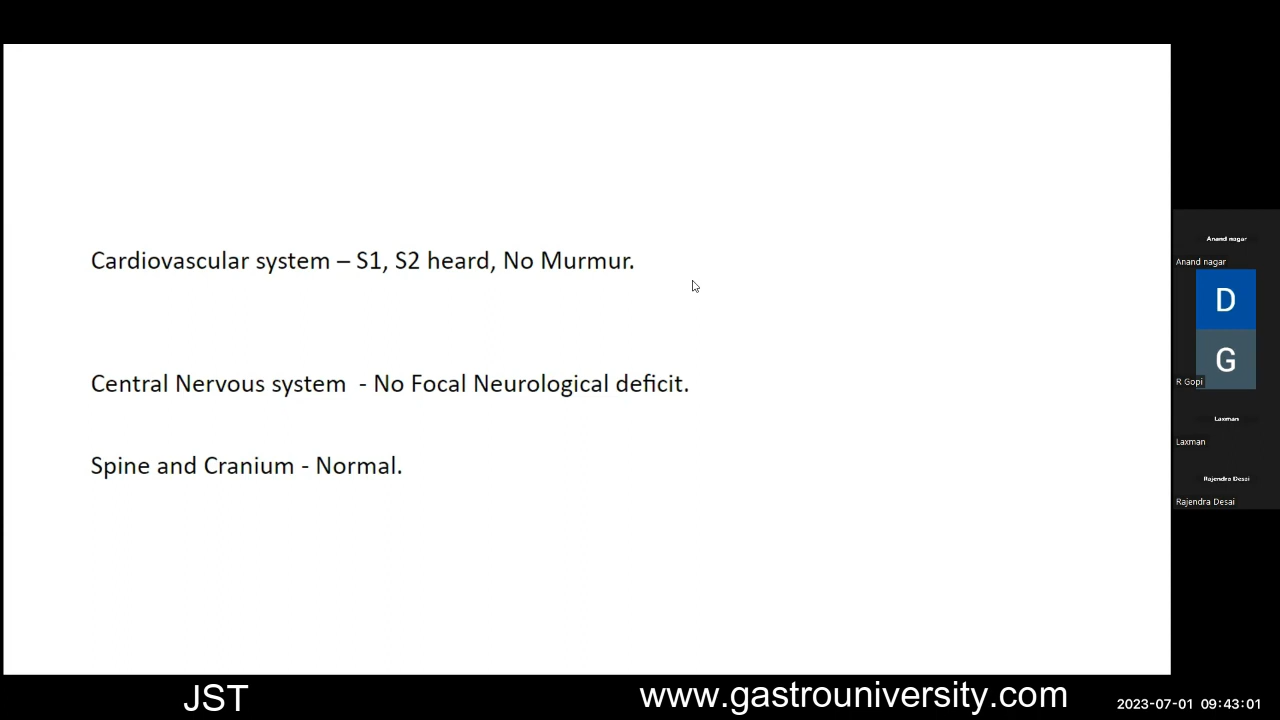 Cardiovascular system – S1, S2 heard, No Murmur.
Central Nervous system  - No Focal Neurological deficit.
Spine and Cranium - Normal.
Anand nagar
Anand nagar
D
G
R Gopi
Laxman
Laxman
Rajendra Desai
Rajendra Desai
JST
www.gastrouniversity.com
2023-07-01 09:43:01